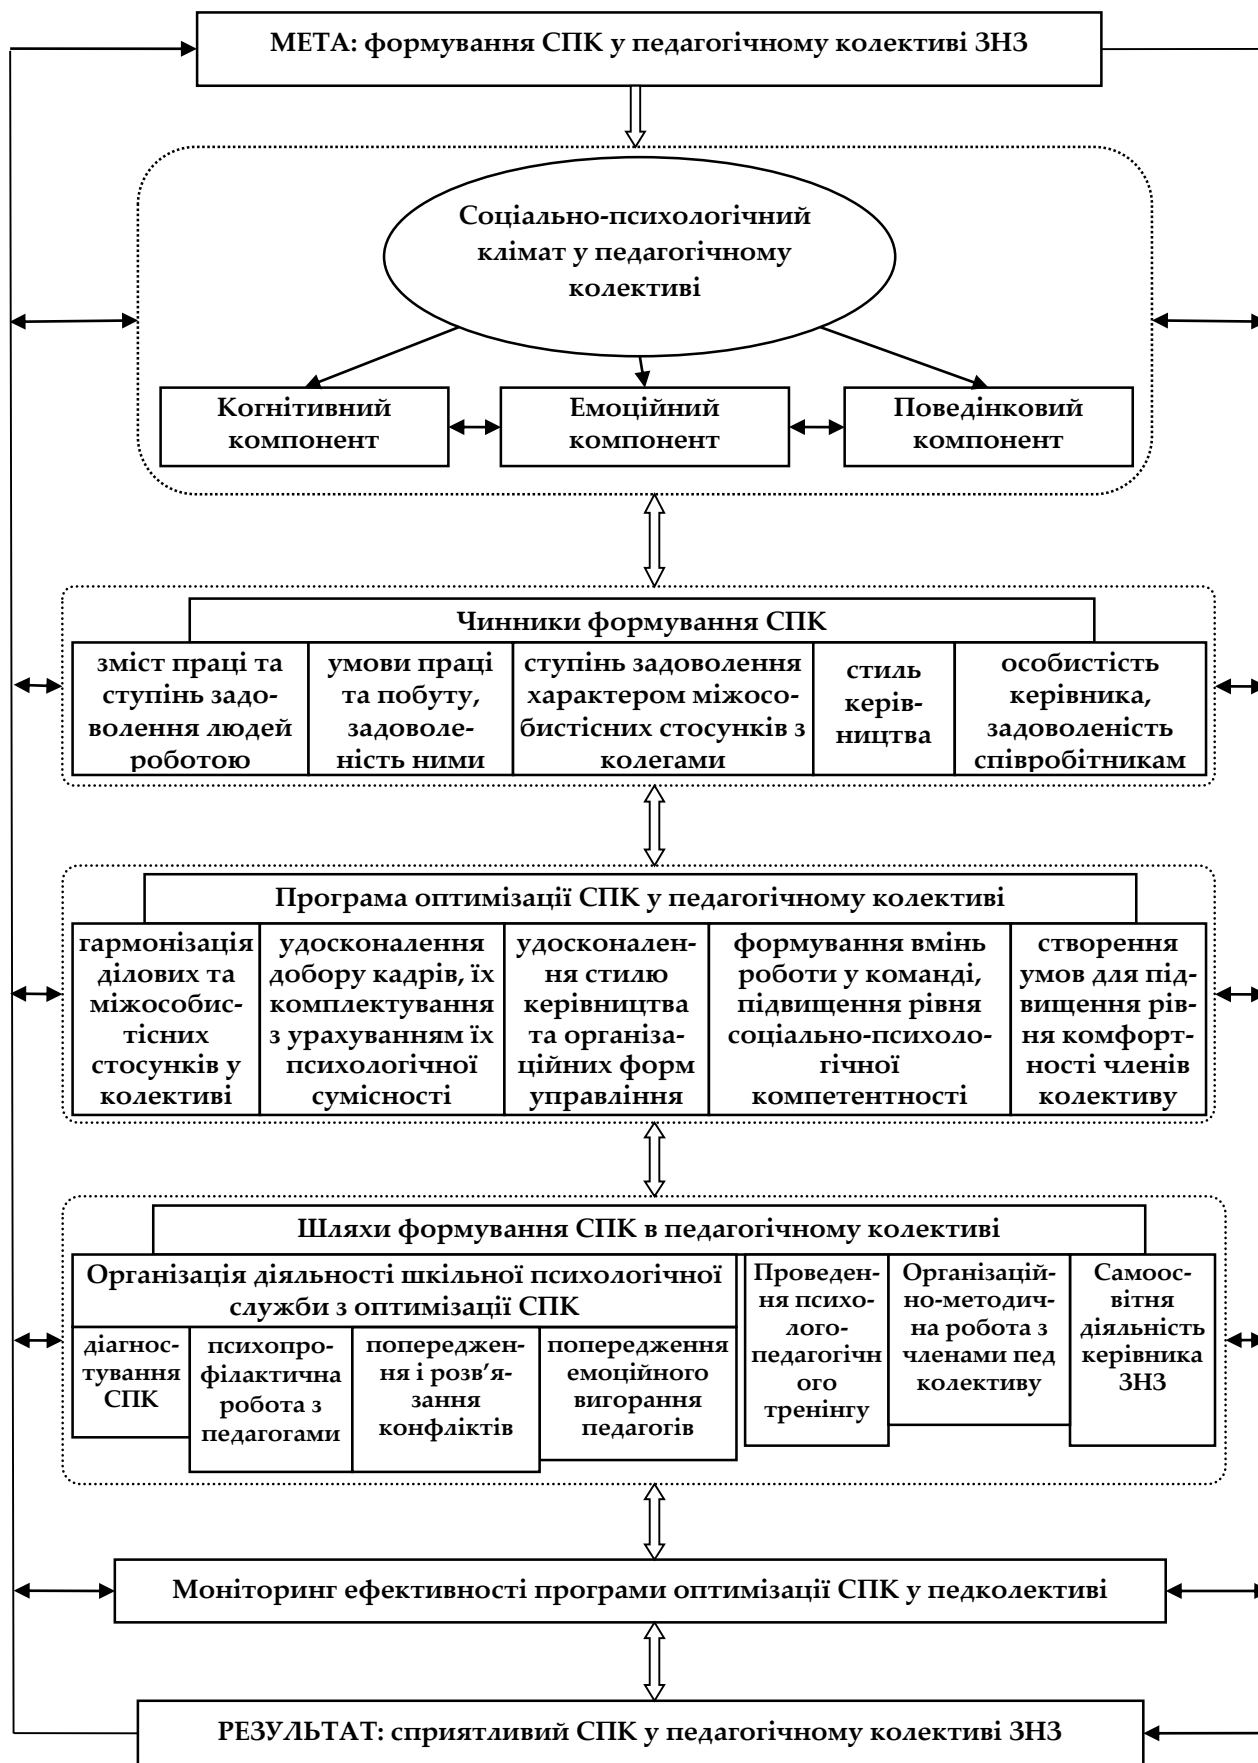 МЕТА: формування СПК у педагогічному колективі ЗНЗ
Соціально-психологічний
клімат у педагогічному
колективі
Когнітивний
компонент
Емоційний
компонент
Поведінковий
компонент
Чинники формування СПК
зміст праці та
ступінь задо-
волення людей
роботою
умови праці
та побуту,
задоволе-
ність ними
ступінь задоволення
характером міжосо-
бистісних стосунків з
колегами
стиль
керів-
ництва
особистість
керівника,
задоволеність
співробітникам
Програма оптимізації СПК у педагогічному колективі
гармонізація
ділових та
міжособис-
тісних
стосунків у
колективі
удосконалення
добору кадрів, їх
комплектування
з урахуванням їх
психологічної
сумісності
удосконален-
ня стилю
керівництва
та організа-
ційних форм
управління
формування вмінь
роботи у команді,
підвищення рівня
соціально-психоло-
гічної
компетентності
створення
умов для під-
вищення рів-
ня комфорт-
ності членів
колективу
Шляхи формування СПК в педагогічному колективі
Організація діяльності шкільної психологічної
служби з оптимізації СПК
діагнос-
тування
СПК
психопро-
філактична
робота з
педагогами
попереджен-
ня і розв’я-
зання
конфліктів
попередження
емоційного
вигорання
педагогів
Проведен-
ня психо-
лого-
педагогічн
ого
тренінгу
Організацій-
но-методич-
на робота з
членами пед
колективу
Самоос-
вітня
діяльність
керівника
ЗНЗ
Моніторинг ефективності програми оптимізації СПК у педколективі
РЕЗУЛЬТАТ: сприятливий СПК у педагогічному колективі ЗНЗ